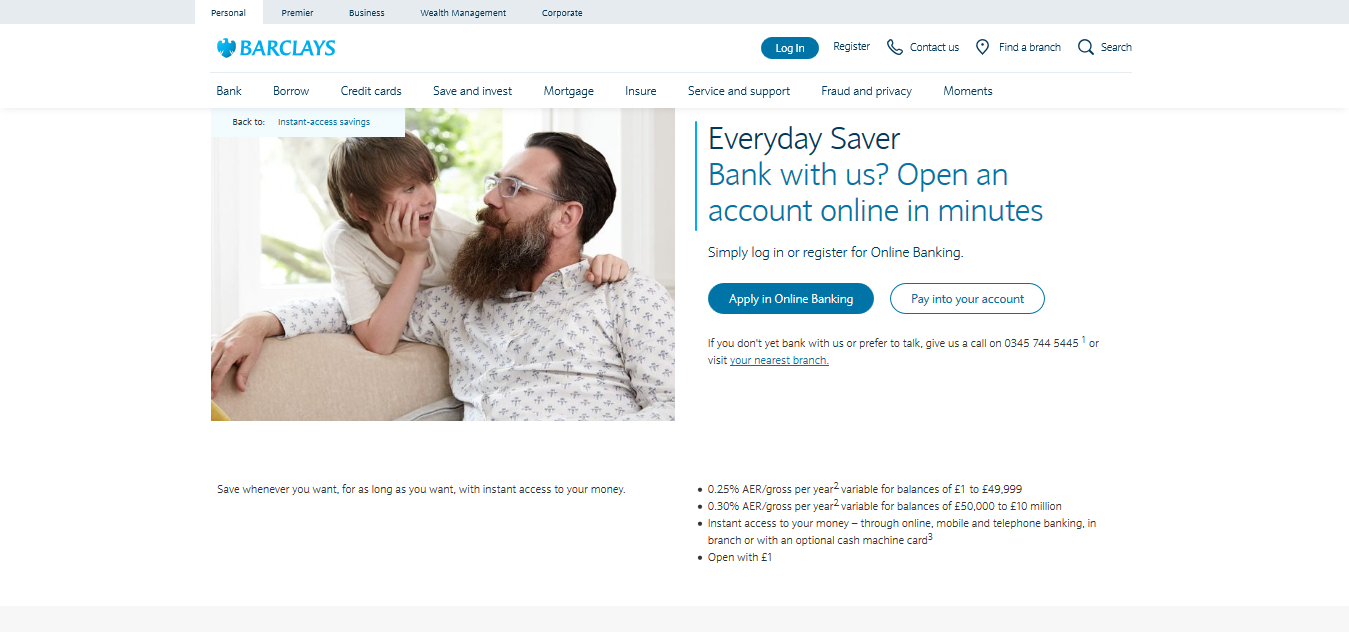 Personal Premier Business Wealth Management Corporate
BARCLAYS
Log In Register Contact us Find a branch Search
Bank Borrow Credit cards Save and invest Mortgage Insure Service and support Fraud and privacy Moments
Back to: Instant-access savings
Everyday Saver
Bank with us? Open an
account online in minutes
Simply log in or register for Online Banking.
Apply in Online Banking Pay into your account
If you don't yet bank with us or prefer to talk, give us a call on 0345 744 5445 1 or
visit your nearest branch.
Save whenever you want, for as long as you want, with instant access to your money.
• 0.25% AER/gross per year2 variable for balances of £1 to £49,999
• 0.30% AER/gross per year2 variable for balances of £50,000 to £10 million
• Instant access to your money – through online, mobile and telephone banking, in
branch or with an optional cash machine card3
• Open with £1